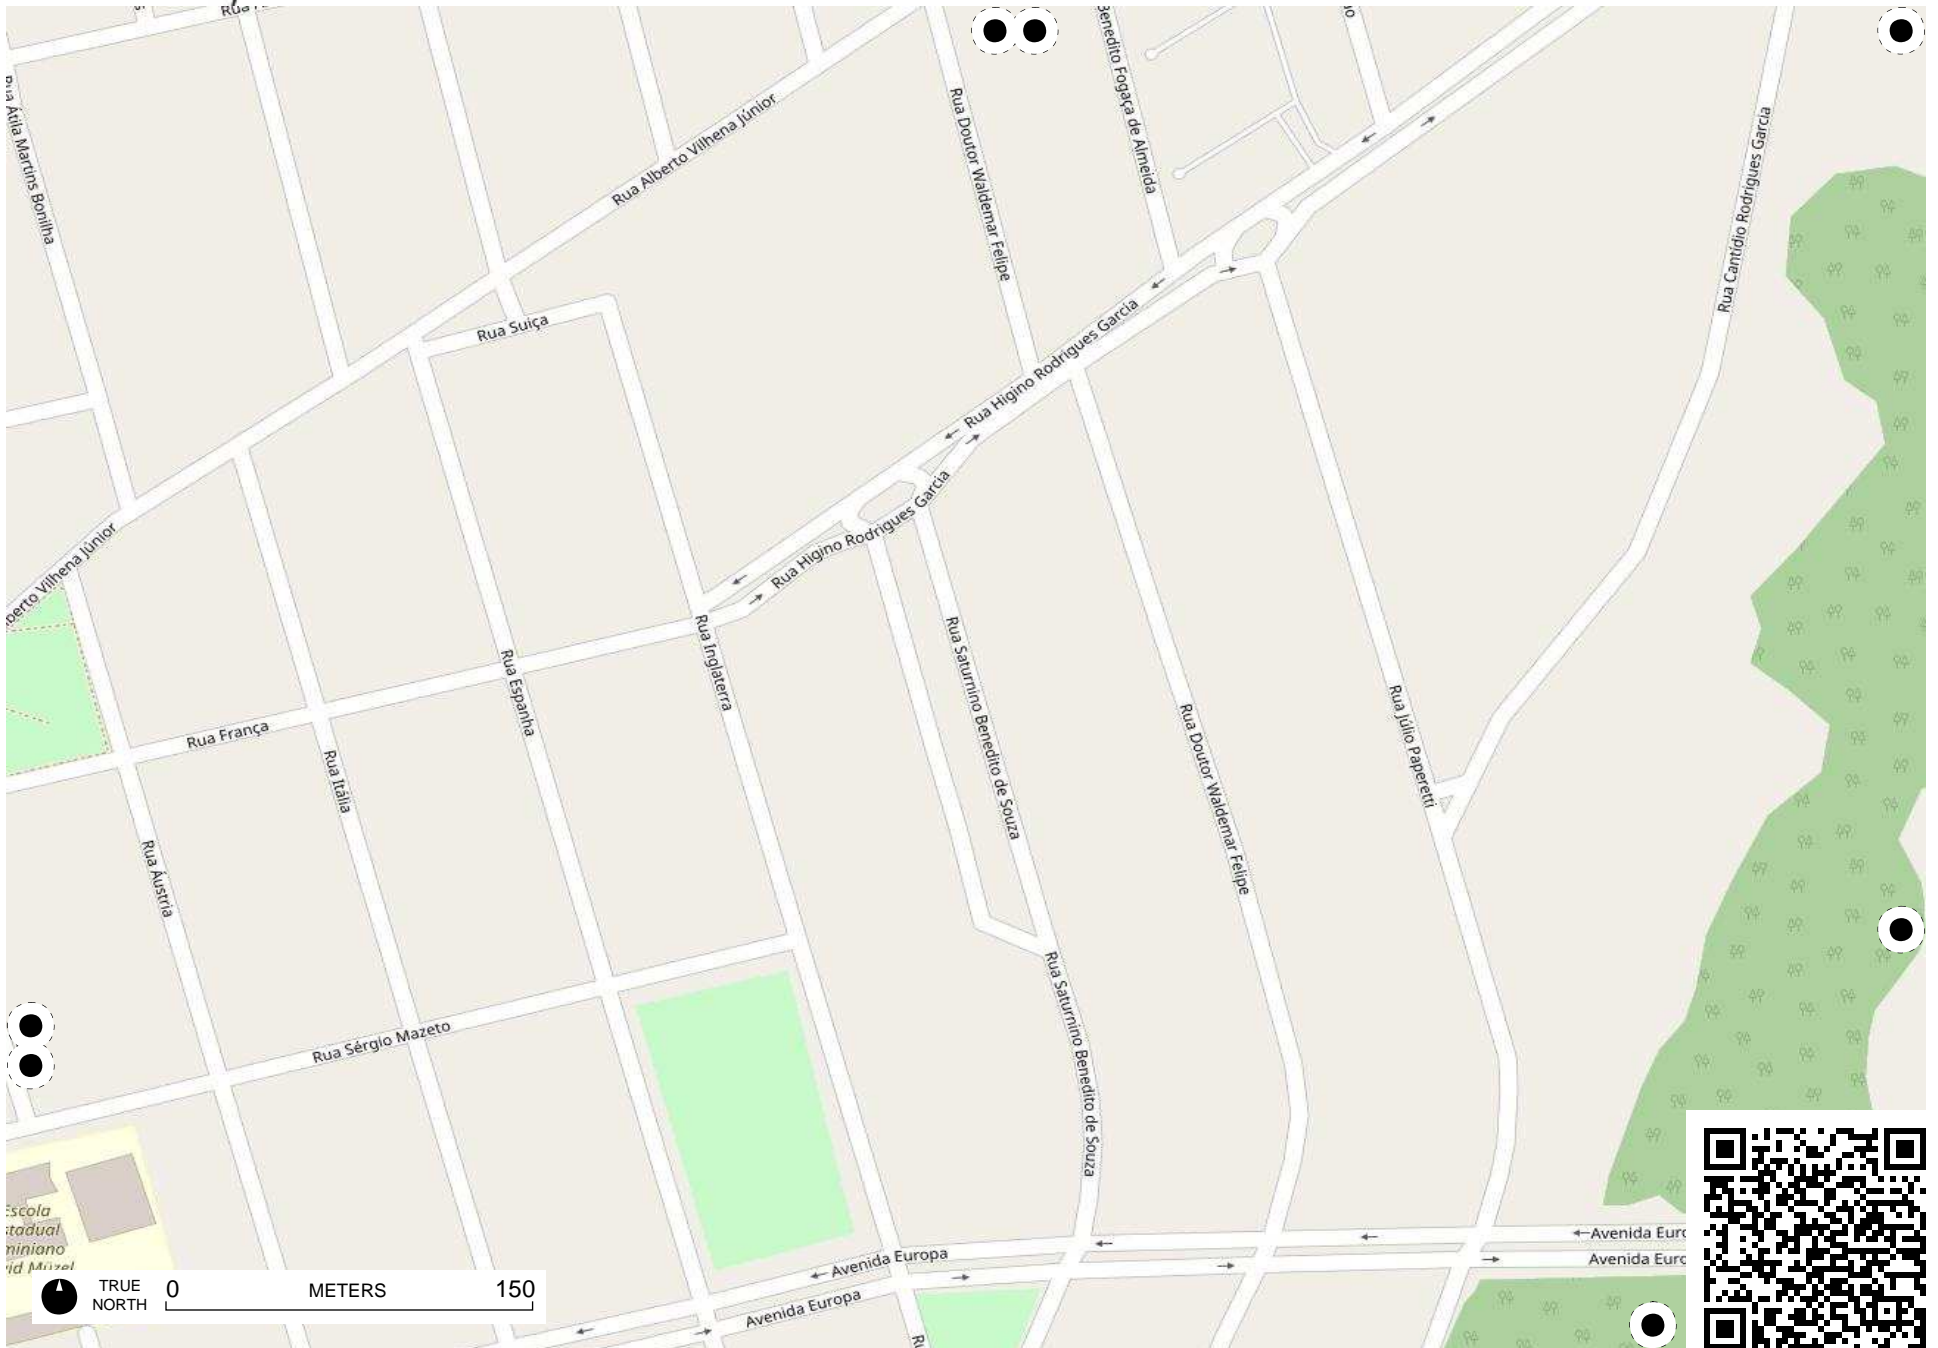 Rua Átila Martins Bonilha
Rua Alberto Vilhena Júnior
Rua Doutor Waldemar Felipe
Benedito Fogaça de Almeida
Rua Cantídio Rodrigues Garcia
Rua Suiça
Rua Higino Rodrigues Garcia
Rua Higino Rodrigues Garcia
Vilhena Júnior
Rua Inglaterra
Rua Saturnino Benedito de Souza
Rua Espanha
Rua Doutor Waldemar Felipe
Rua Júlio Paperetti
Rua França
Rua Itália
Rua Áustria
Rua Saturnino Benedito de Souza
Rua Sérgio Mazeto
Escola
stadual
miniano
vid Müzel
Avenida Europa
Avenida Euro
Avenida Euro
Avenida Europa
TRUE
NORTH
0 METERS 150